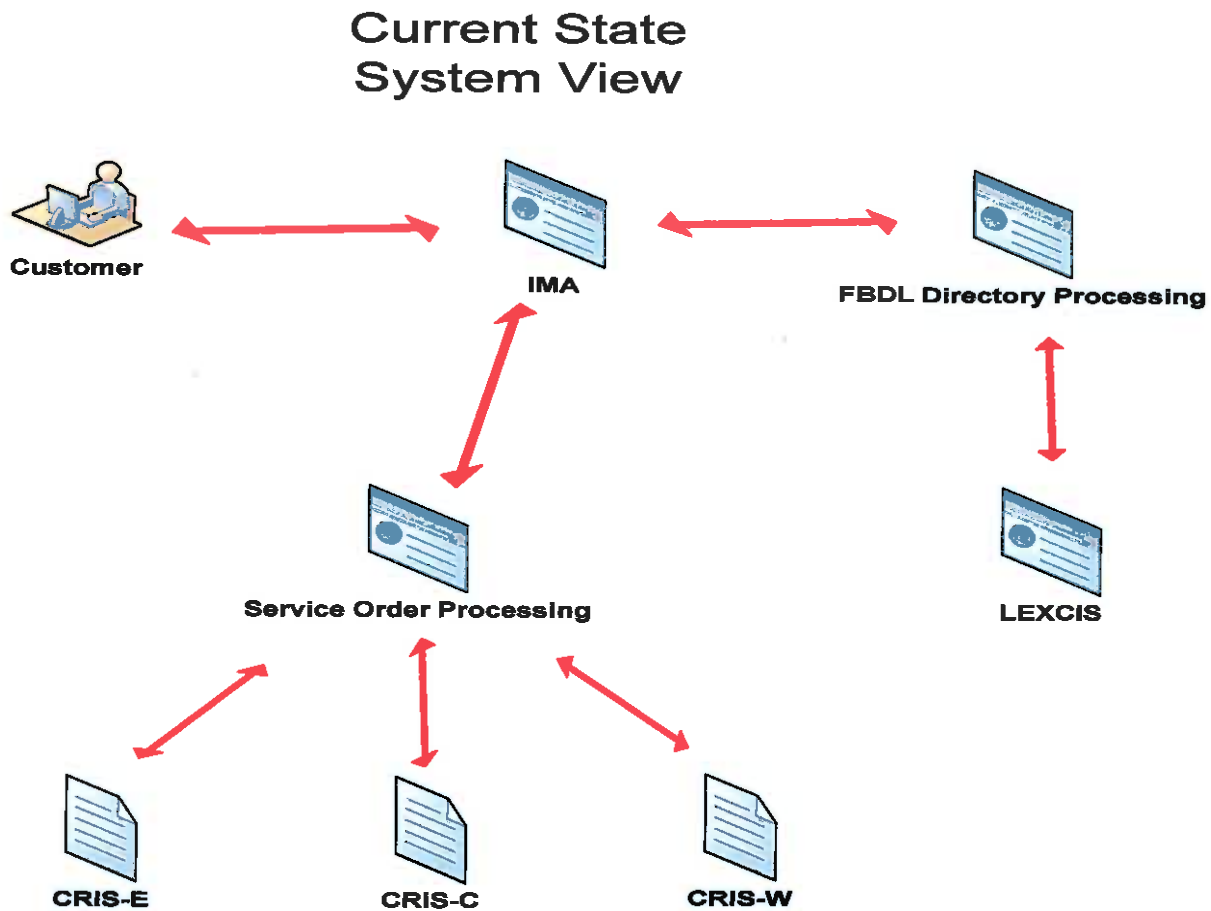 Current State
System View
Customer
IMA
FBDL Directory Processing
Service Order Processing
LEXCIS
CRIS-E
CRIS-C
CRIS-W